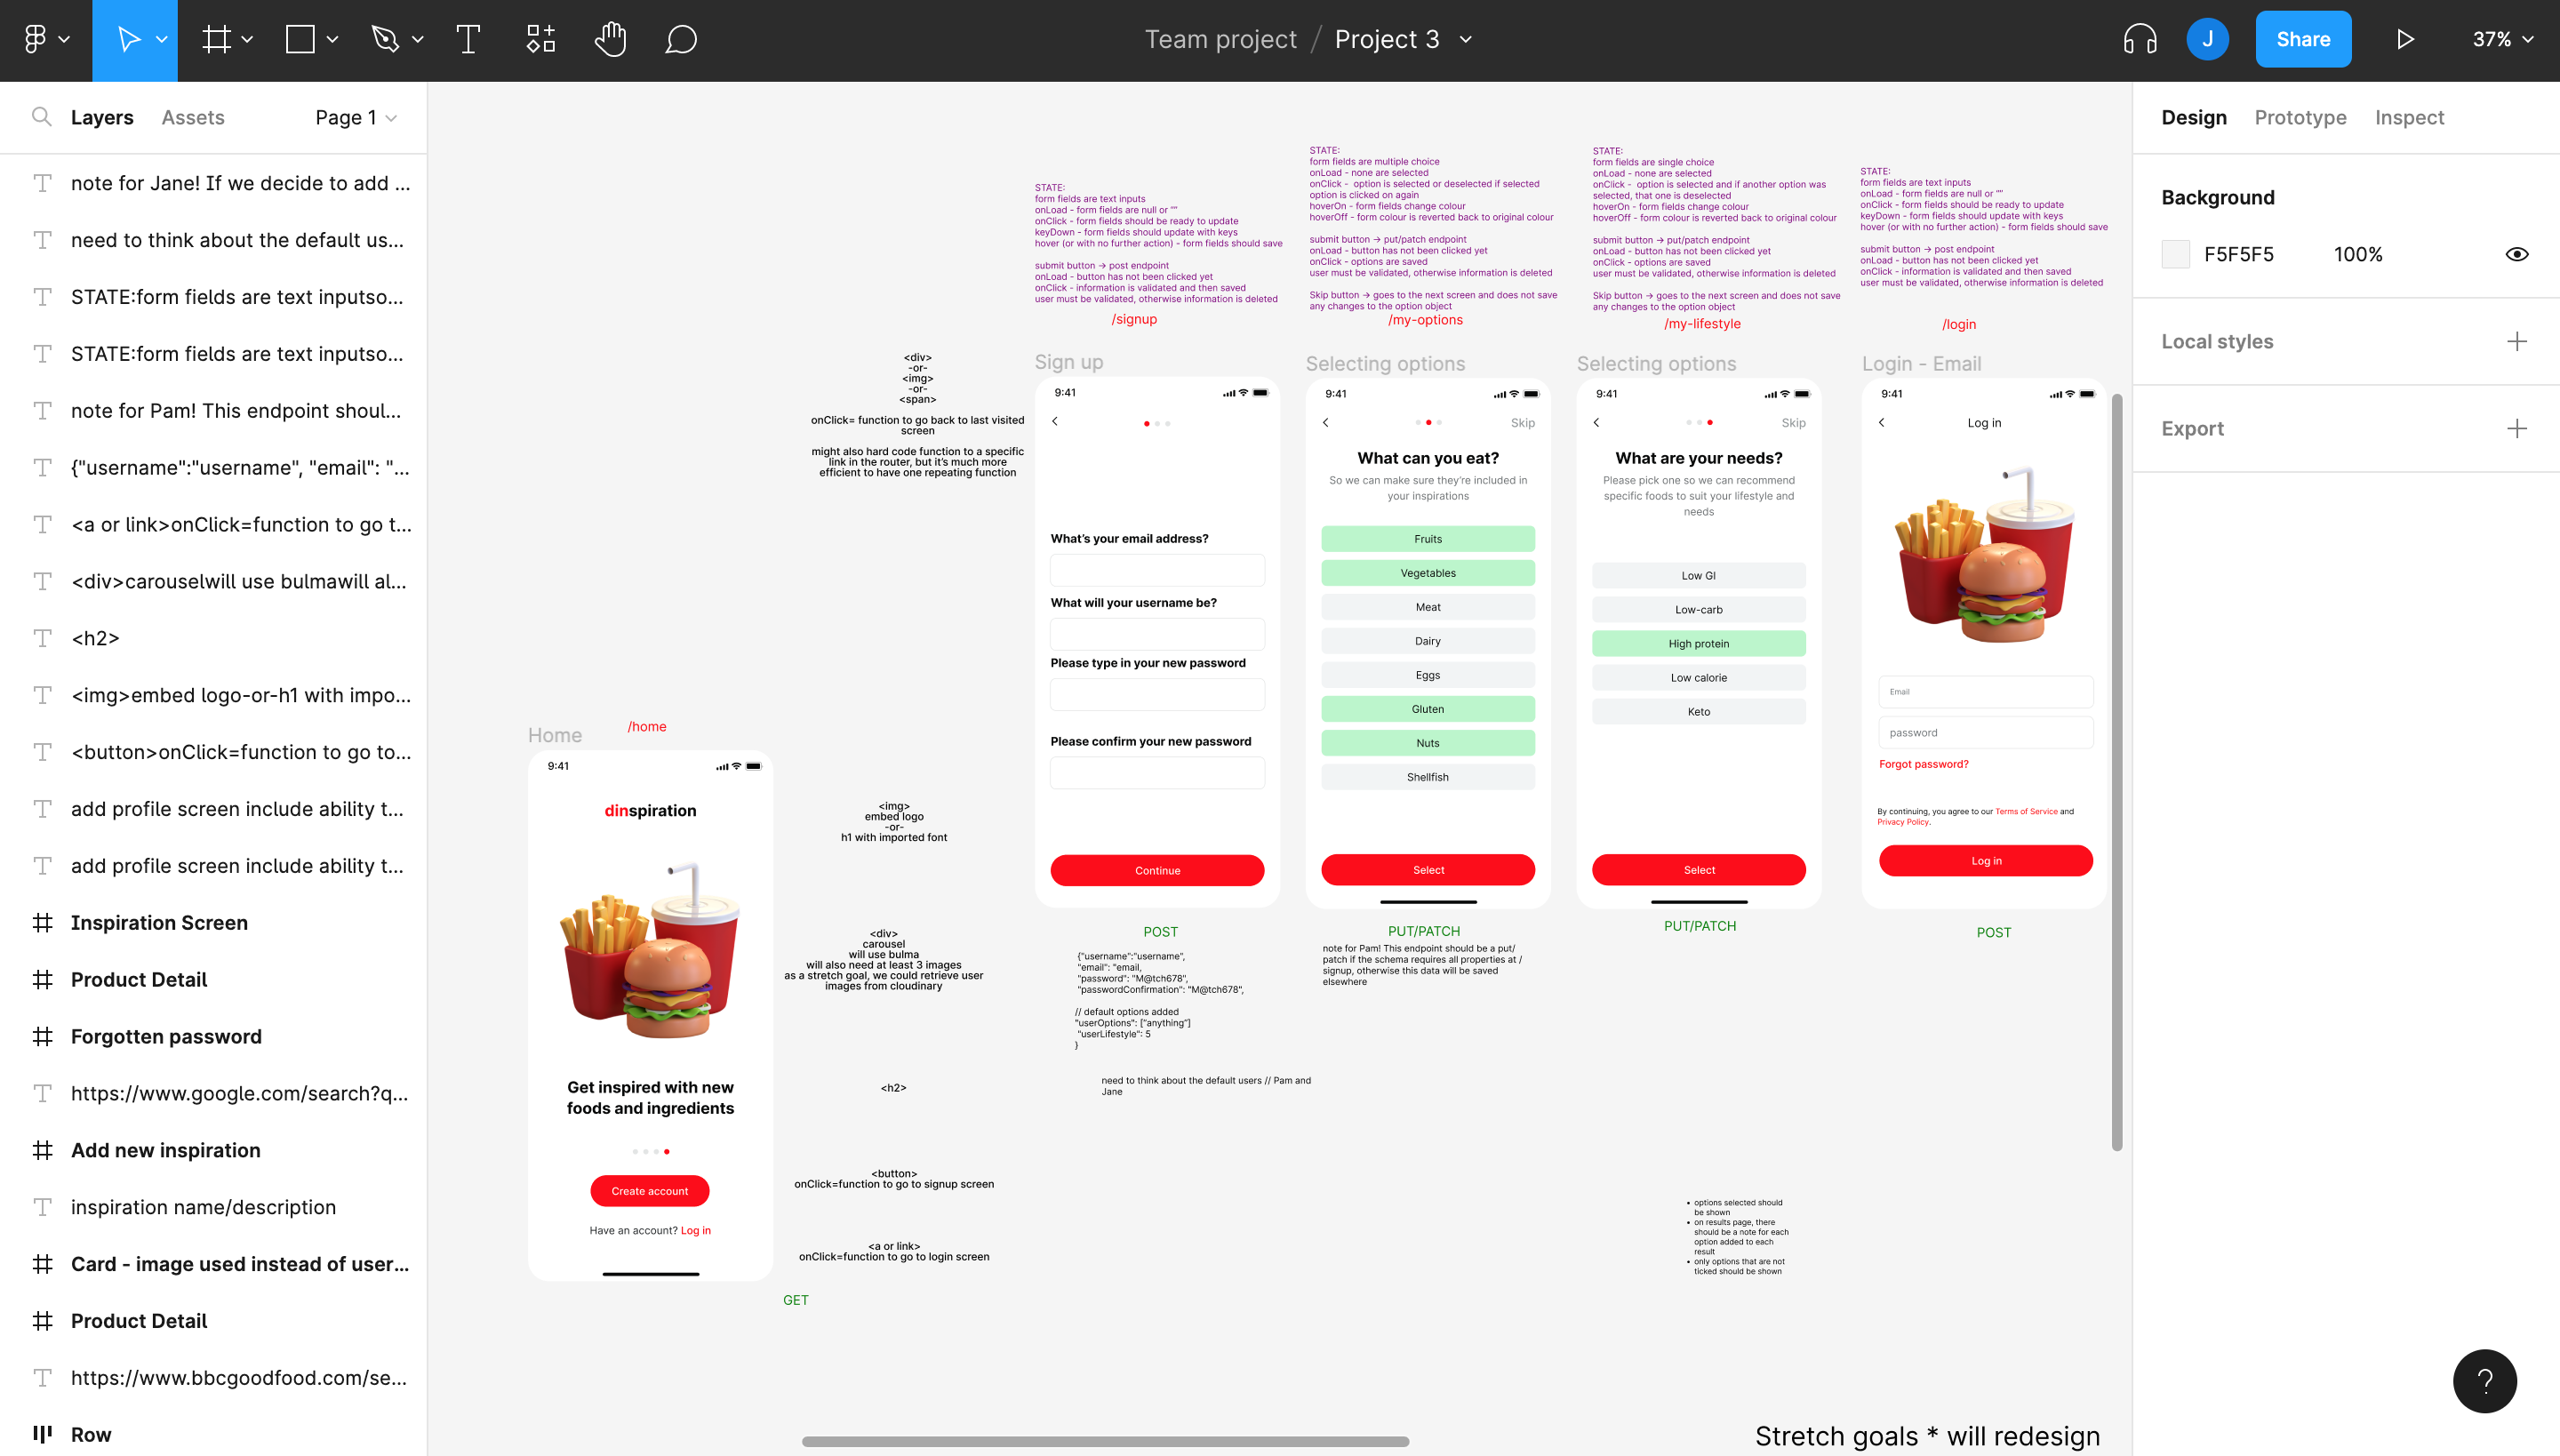 Team project / Project 3
J
Share
37%
Layers
Assets
Page 1
note for Jane! If we decide to add ...
need to think about the default us...
STATE:form fields are text inputso...
STATE:form fields are text inputso...
note for Pam! This endpoint shoul...
{"username":"username", "email": "...
<a or link>onClick=function to go t...
<div>carouselwill use bulmawill al...
<h2>
<img>embed logo-or-h1 with impo...
<button>onClick=function to go to...
add profile screen include ability t...
add profile screen include ability t...
Inspiration Screen
Product Detail
Forgotten password
https://www.google.com/search?q...
Add new inspiration
inspiration name/description
Card - image used instead of user...
Product Detail
https://www.bbcgoodfood.com/se...
Row
Home
/home
9:41
dinspiration
Get inspired with new
foods and ingredients
Create account
Have an account? Log in
GET
<div>
-or-
<img>
-or-
<span>
onClick= function to go back to last visited
screen
might also hard code function to a specific
link in the router, but it's much more
efficient to have one repeating function
<img>
embed logo
-or-
h1 with imported font
<div>
carousel
will use bulma
will also need at least 3 images
as a stretch goal, we could retrieve user
images from cloudinary
<h2>
<button>
onClick=function to go to signup screen
<a or link>
onClick=function to go to login screen
STATE:
form fields are text inputs
onLoad - form fields are null or ""
onClick - form fields should be ready to update
keyDown - form fields should update with keys
hover (or with no further action) - form fields should save
submit button → post endpoint
onLoad - button has not been clicked yet
onClick - information is validated and then saved
user must be validated, otherwise information is deleted
/signup
Sign up
9:41
What's your email address?
What will your username be?
Please type in your new password
Please confirm your new password
Continue
POST
{"username":"username",
"email": "email,
"password": "M@tch678",
"passwordConfirmation": "M@tch678",
// default options added
"userOptions": ["anything"]
"userLifestyle": 5
}
need to think about the default users // Pam and
Jane
STATE:
form fields are multiple choice
onLoad - none are selected
onClick - option is selected or deselected if selected
option is clicked on again
hoverOn - form fields change colour
hoverOff - form colour is reverted back to original colour
submit button → put/patch endpoint
onLoad - button has not been clicked yet
onClick - options are saved
user must be validated, otherwise information is deleted
Skip button → goes to the next screen and does not save
any changes to the option object
/my-options
Selecting options
9:41
Skip
What can you eat?
So we can make sure they're included in
your inspirations
Fruits
Vegetables
Meat
Dairy
Eggs
Gluten
Nuts
Shellfish
Select
PUT/PATCH
note for Pam! This endpoint should be a put/
patch if the schema requires all properties at /
signup, otherwise this data will be saved
elsewhere
STATE:
form fields are single choice
onLoad - none are selected
onClick - option is selected and if another option was
selected, that one is deselected
hoverOn - form fields change colour
hoverOff - form colour is reverted back to original colour
submit button → put/patch endpoint
onLoad - button has not been clicked yet
onClick - options are saved
user must be validated, otherwise information is deleted
Skip button → goes to the next screen and does not save
any changes to the option object
/my-lifestyle
Selecting options
9:41
Skip
What are your needs?
Please pick one so we can recommend
specific foods to suit your lifestyle and
needs
Low GI
Low-carb
High protein
Low calorie
Keto
Select
PUT/PATCH
options selected should
be shown
on results page, there
should be a note for each
option added to each
result
only options that are not
ticked should be shown
STATE:
form fields are text inputs
onLoad - form fields are null or ""
onClick - form fields should be ready to update
keyDown - form fields should update with keys
hover (or with no further action) - form fields should save
submit button → post endpoint
onLoad - button has not been clicked yet
onClick - information is validated and then saved
user must be validated, otherwise information is deleted
/login
Login - Email
9:41
Log in
Email
password
Forgot password?
By continuing, you agree to our Terms of Service and
Privacy Policy.
Log in
POST
Stretch goals * will redesign
Design
Prototype
Inspect
Background
F5F5F5
100%
Local styles
Export
?